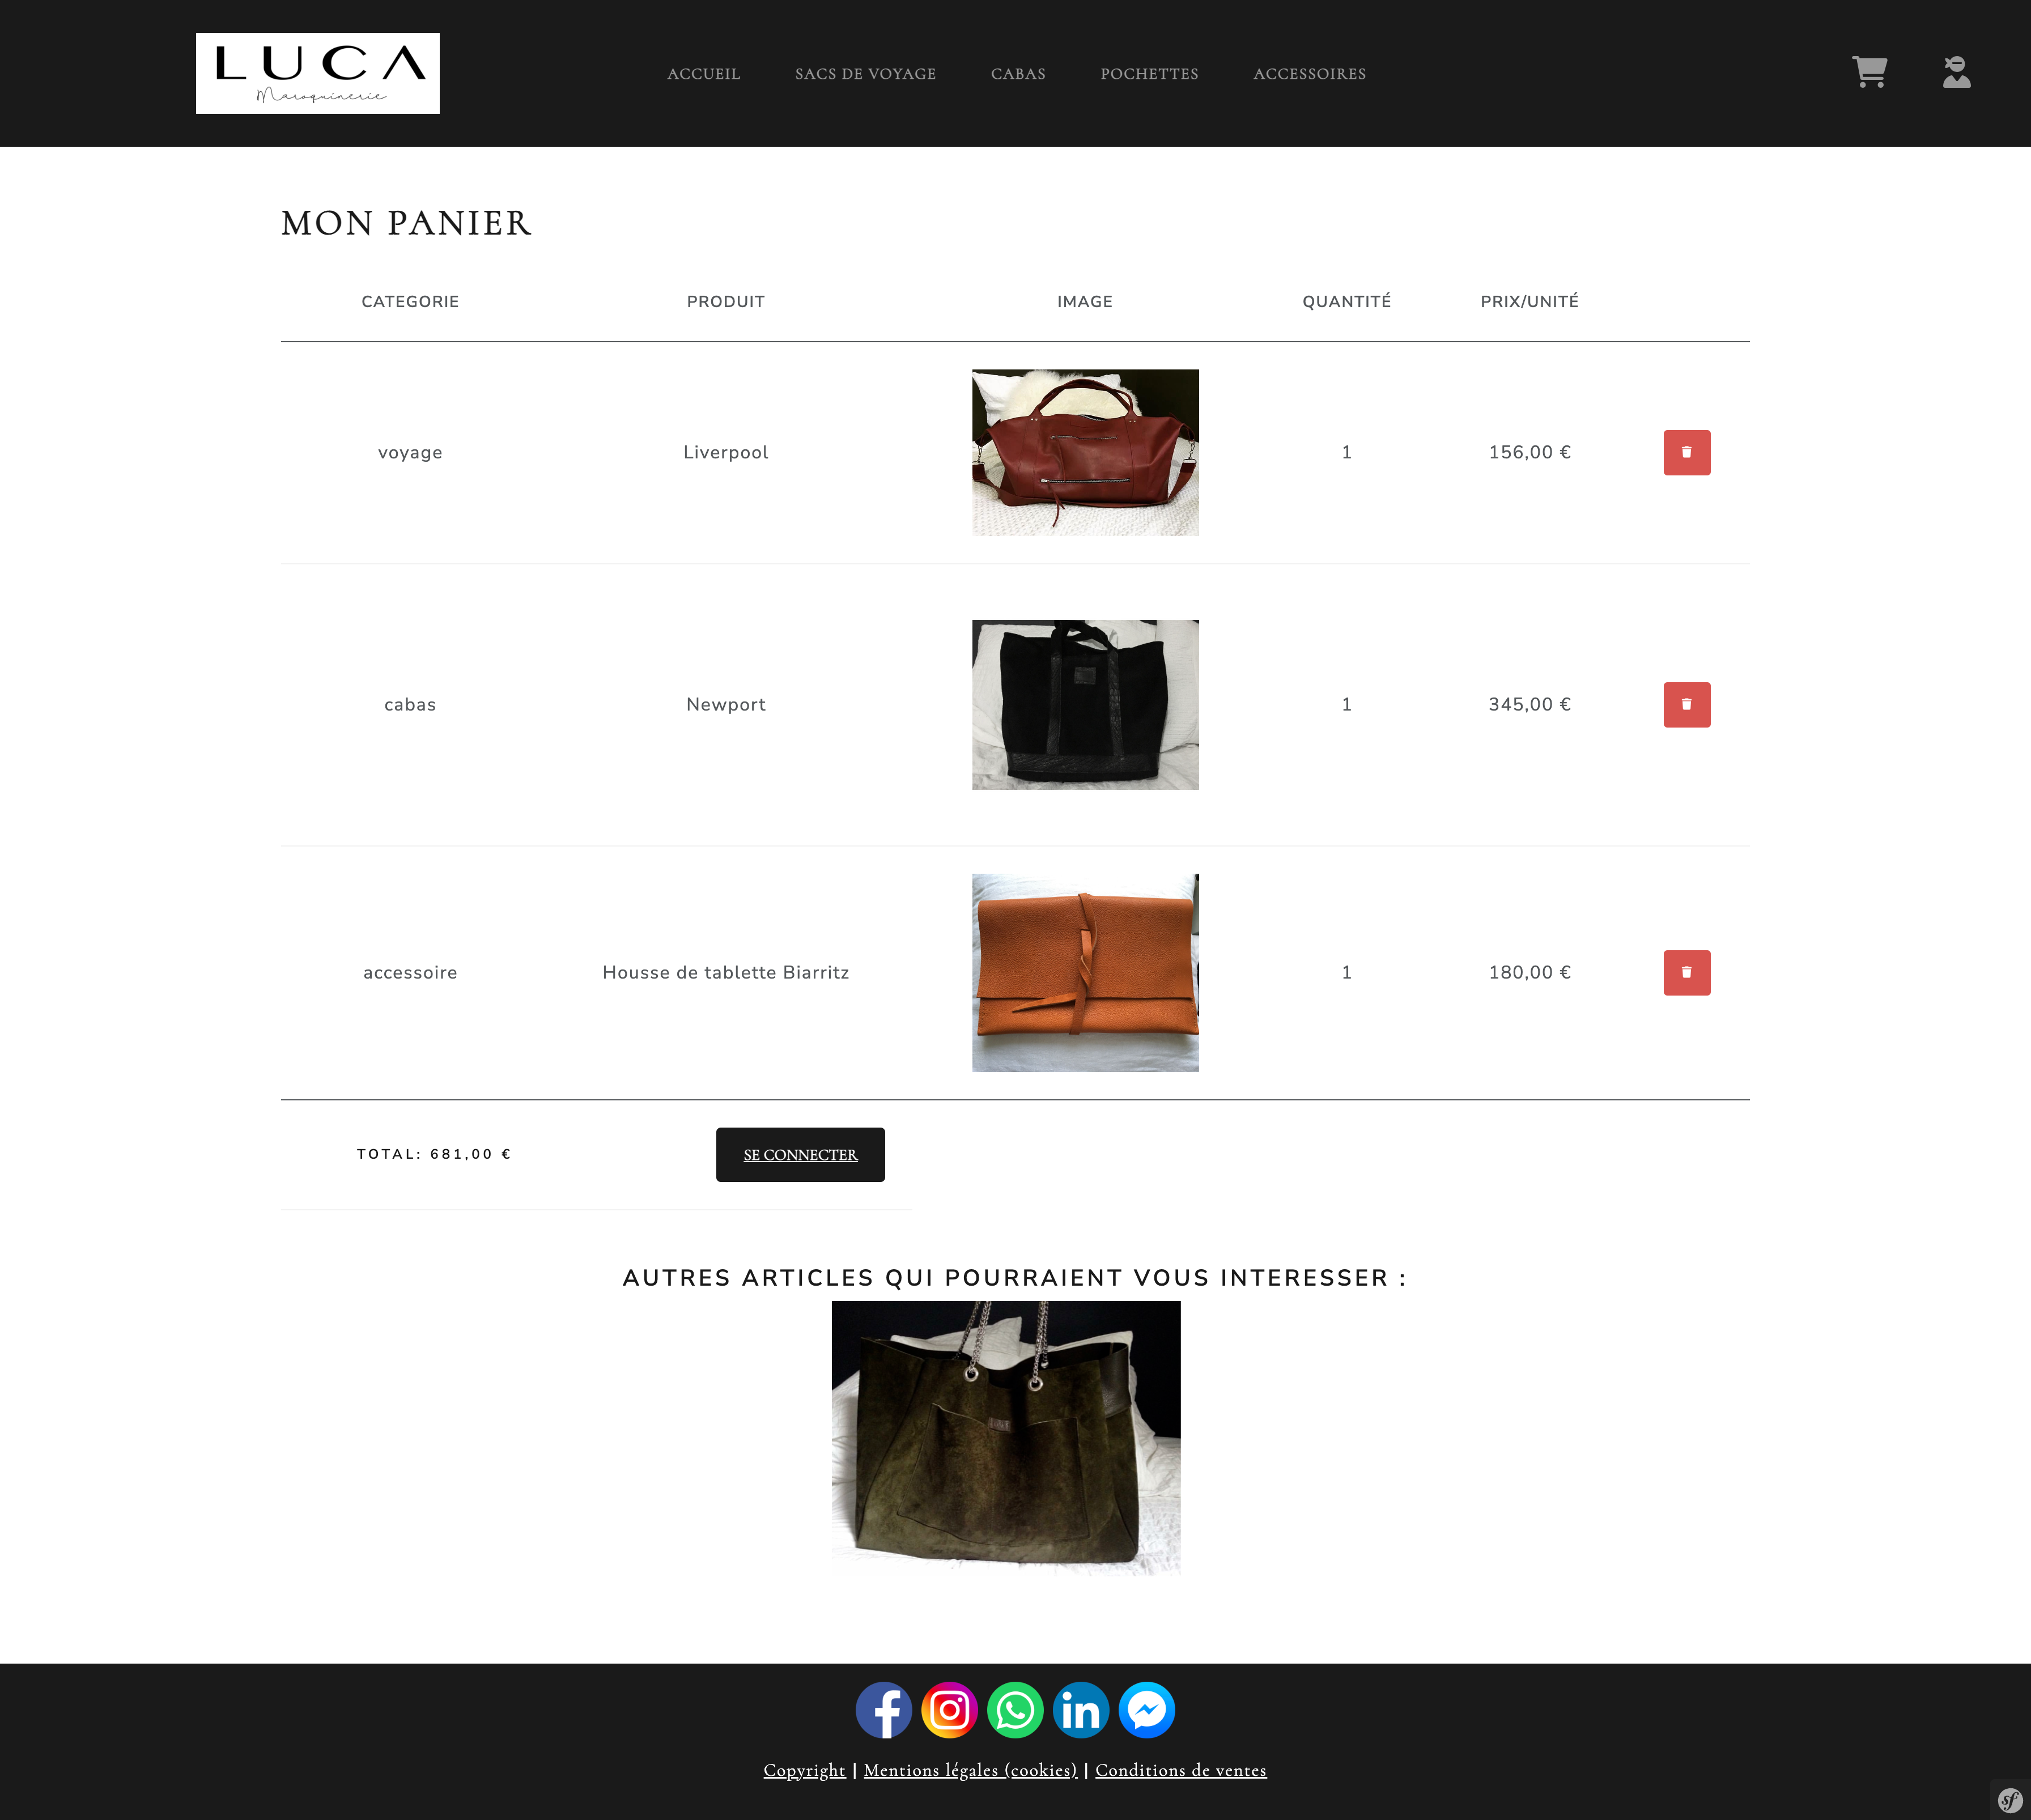 LUCA
Maroquinerie
ACCUEIL SACS DE VOYAGE CABAS POCHETTES ACCESSOIRES
MON PANIER
CATEGORIE PRODUIT IMAGE QUANTITÉ PRIX/UNITÉ
voyage Liverpool 1 156,00 €
cabas Newport 1 345,00 €
accessoire Housse de tablette Biarritz 1 180,00 €
TOTAL: 681,00 € SE CONNECTER
AUTRES ARTICLES QUI POURRAIENT VOUS INTERESSER :
Copyright | Mentions légales (cookies) | Conditions de ventes